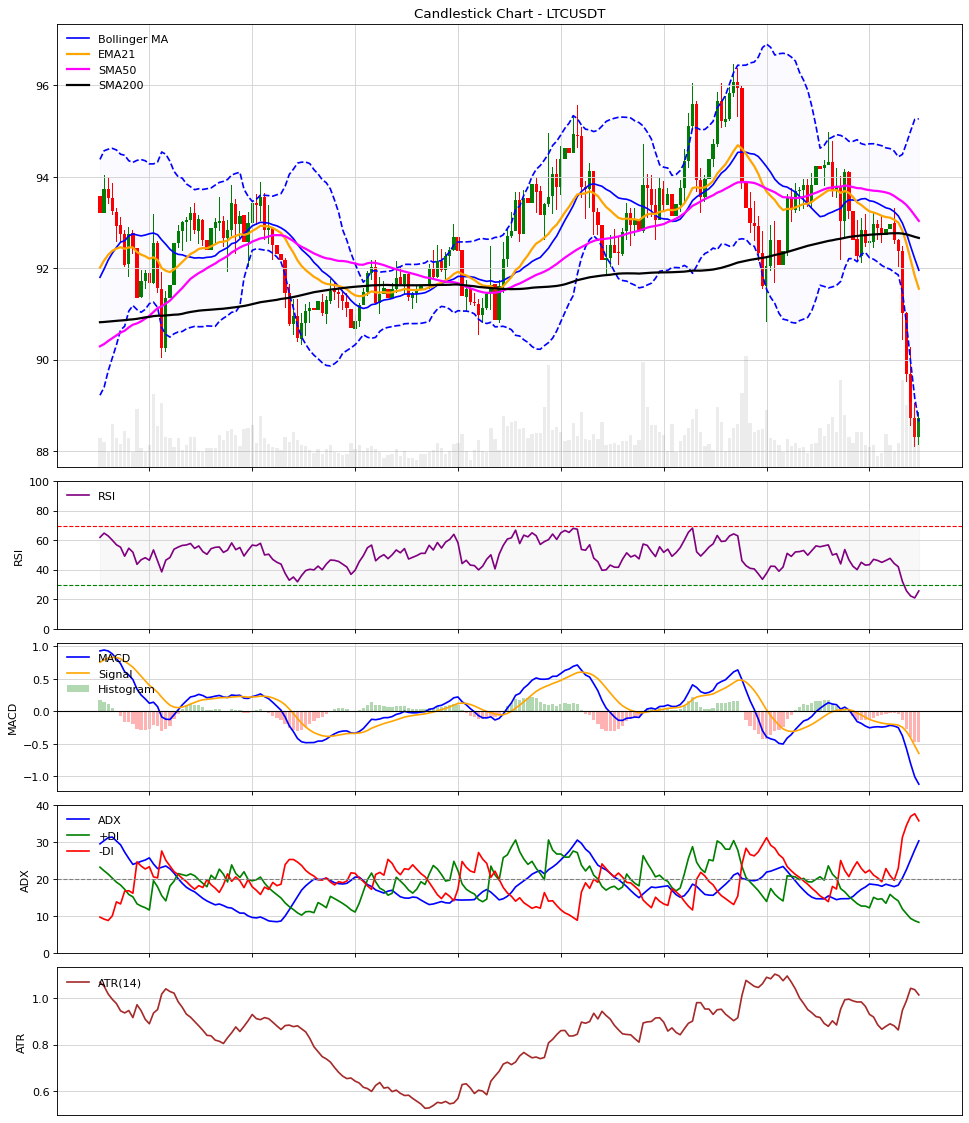 Candlestick Chart - LTCUSDT
Bollinger MA
EMA21
SMA50
SMA200
96
94
92
90
88
RSI
100
80
60
40
20
0
RSI
MACD
Signal
Histogram
1.0
0.5
0.0
−0.5
−1.0
MACD
ADX
+DI
-DI
40
30
20
10
0
ADX
ATR(14)
1.0
0.8
0.6
ATR